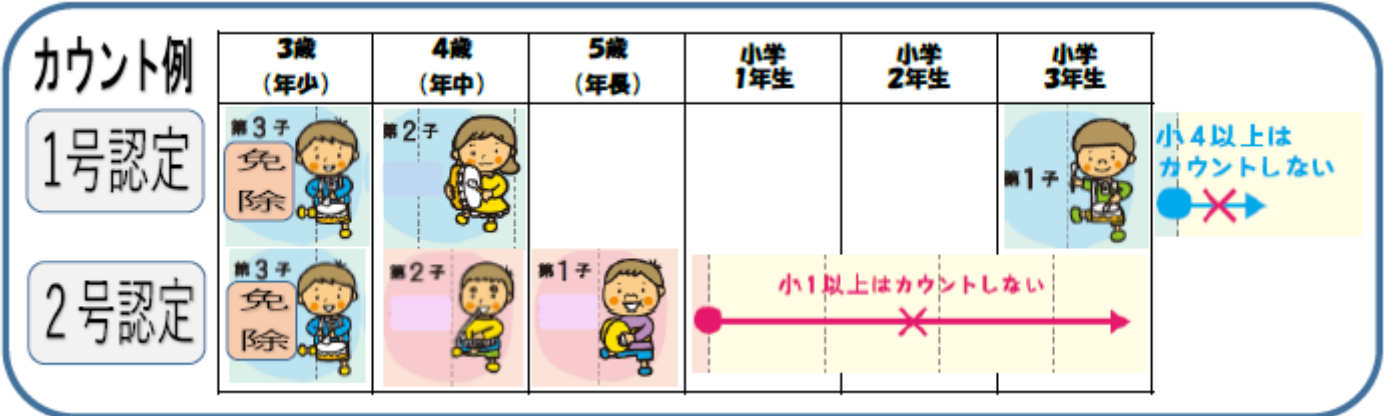 カウント例
3歳
(年少)
4歳
(年中)
5歳
(年長)
小学
1年生
小学
2年生
小学
3年生
1号認定
第3子
免
除
第2子
第1子
小4以上は
カウントしない
2号認定
第3子
免
除
第2子
第1子
小1以上はカウントしない